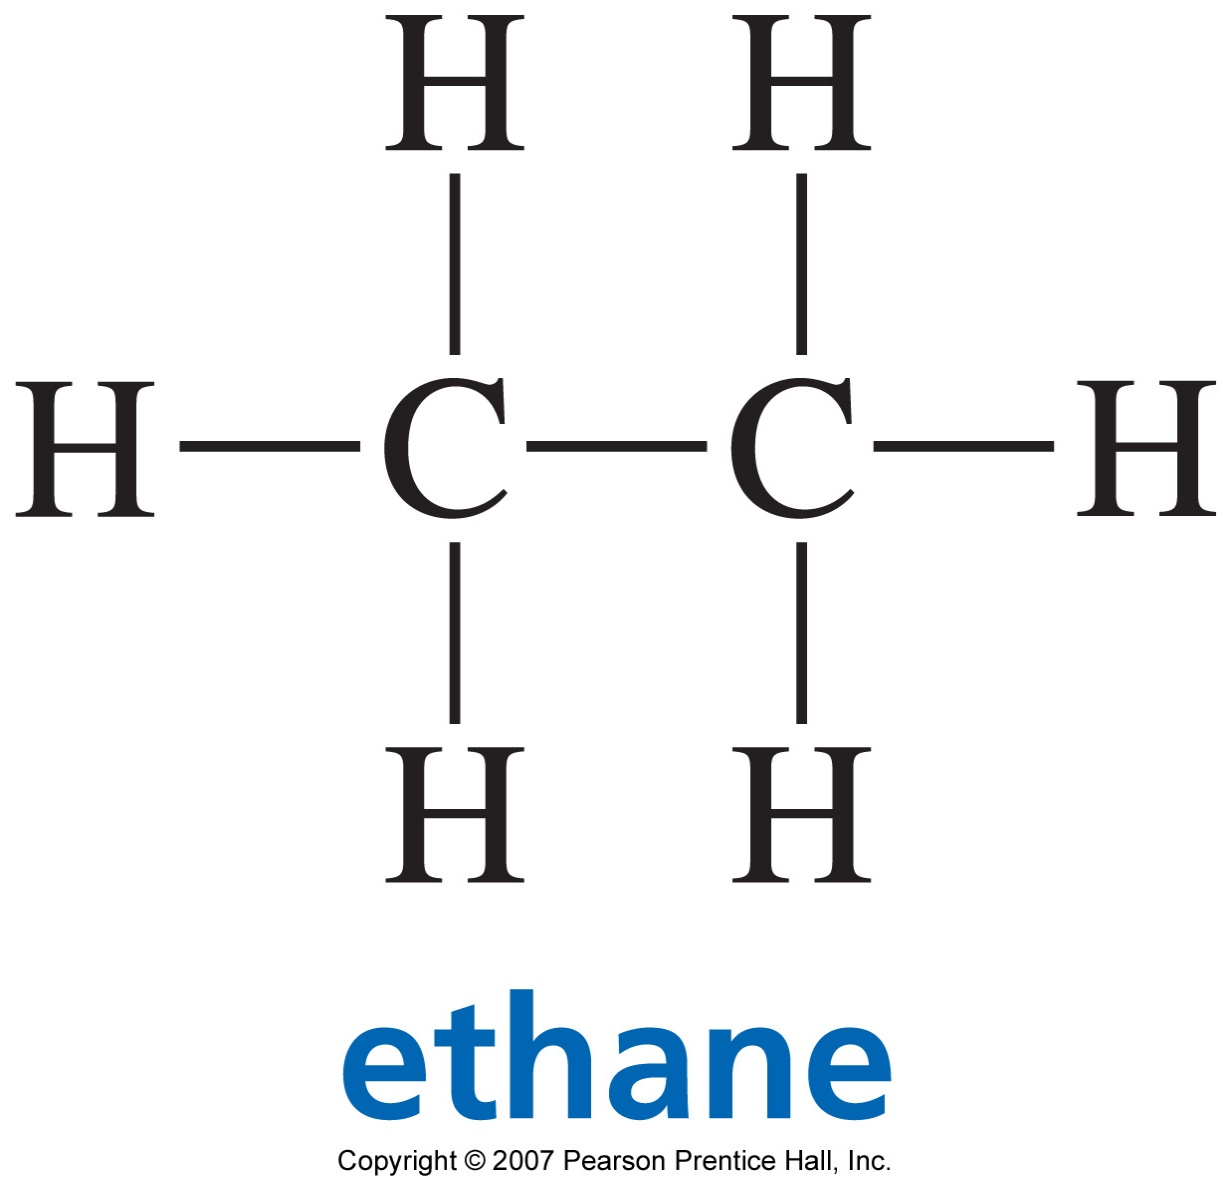 H H
H C C H
H H
ethane
Copyright © 2007 Pearson Prentice Hall, Inc.